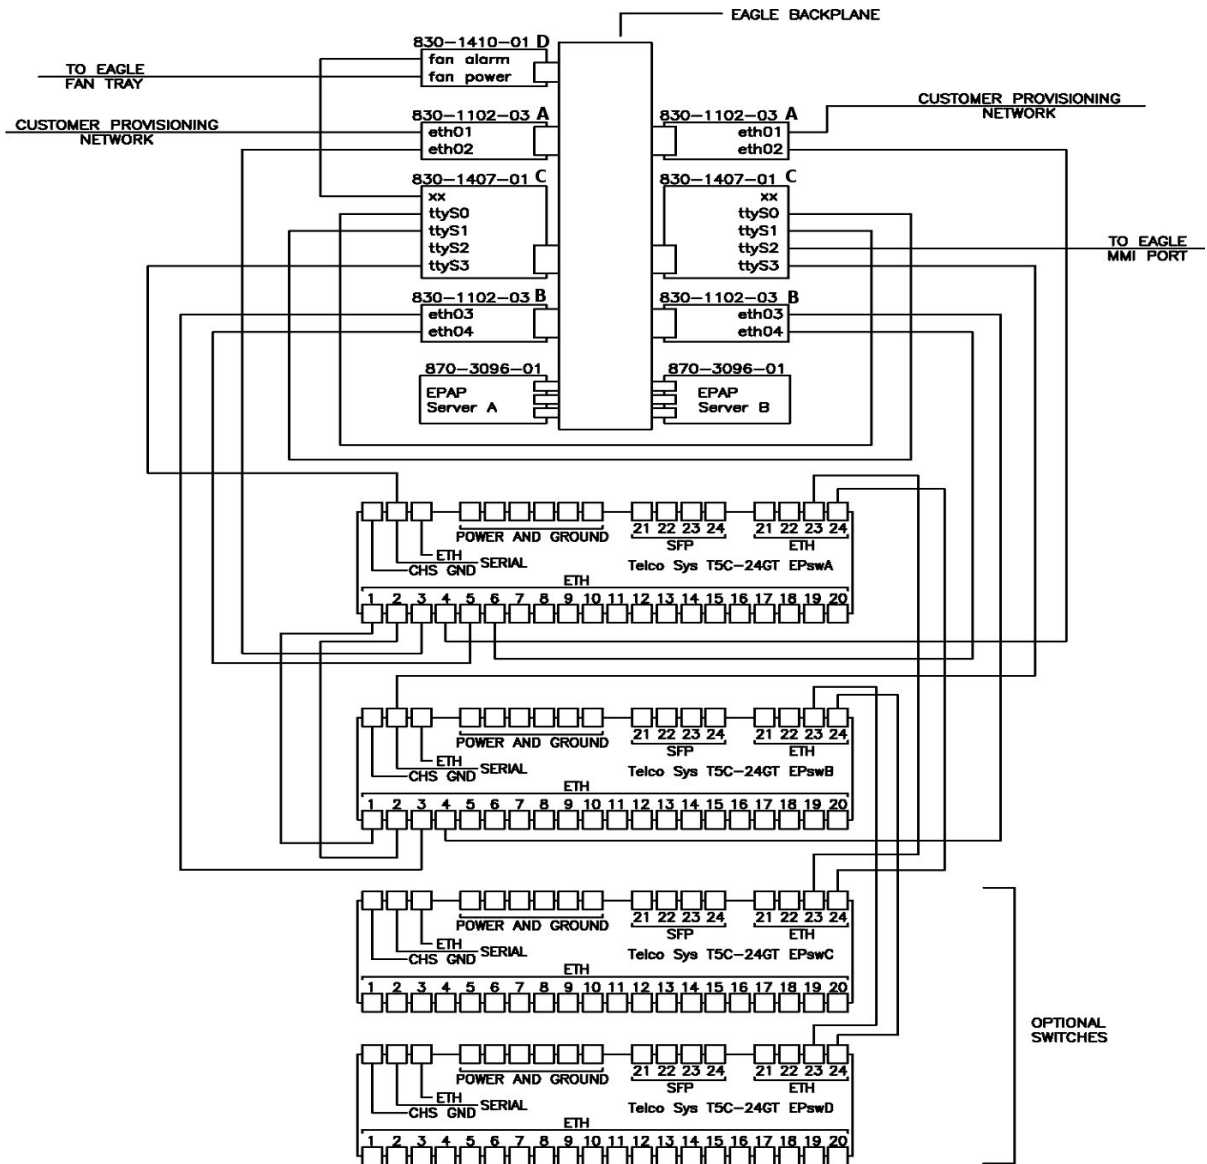 EAGLE BACKPLANE
830-1410-01 D
fan alarm
fan power
TO EAGLE
FAN TRAY
CUSTOMER PROVISIONING
NETWORK
830-1102-03 A
eth01
eth02
830-1102-03 A
eth01
eth02
CUSTOMER PROVISIONING
NETWORK
830-1407-01 C
xx
ttyS0
ttyS1
ttyS2
ttyS3
830-1407-01 C
xx
ttyS0
ttyS1
ttyS2
ttyS3
TO EAGLE
MMI PORT
830-1102-03 B
eth03
eth04
830-1102-03 B
eth03
eth04
870-3096-01
EPAP
Server A
870-3096-01
EPAP
Server B
21 22 23 24 21 22 23 24
POWER AND GROUND SFP ETH
ETH
SERIAL
CHS GND
Telco Sys T5C-24GT EPswA
ETH
1 2 3 4 5 6 7 8 9 10 11 12 13 14 15 16 17 18 19 20
21 22 23 24 21 22 23 24
POWER AND GROUND SFP ETH
ETH
SERIAL
CHS GND
Telco Sys T5C-24GT EPswB
ETH
1 2 3 4 5 6 7 8 9 10 11 12 13 14 15 16 17 18 19 20
21 22 23 24 21 22 23 24
POWER AND GROUND SFP ETH
ETH
SERIAL
CHS GND
Telco Sys T5C-24GT EPswC
ETH
1 2 3 4 5 6 7 8 9 10 11 12 13 14 15 16 17 18 19 20
OPTIONAL
SWITCHES
21 22 23 24 21 22 23 24
POWER AND GROUND SFP ETH
ETH
SERIAL
CHS GND
Telco Sys T5C-24GT EPswD
ETH
1 2 3 4 5 6 7 8 9 10 11 12 13 14 15 16 17 18 19 20